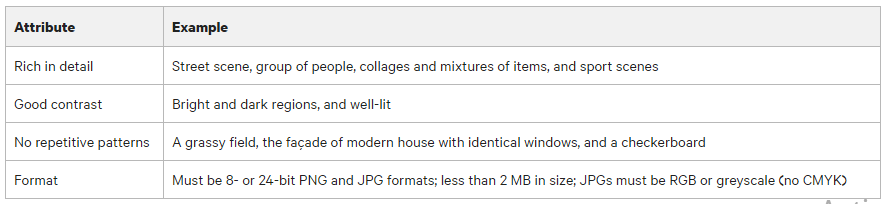 Attribute Example
Rich in detail Street scene, group of people, collages and mixtures of items, and sport scenes
Good contrast Bright and dark regions, and well-lit
No repetitive patterns A grassy field, the façade of modern house with identical windows, and a checkerboard
Format Must be 8- or 24-bit PNG and JPG formats; less than 2 MB in size; JPGs must be RGB or greyscale (no CMYK)